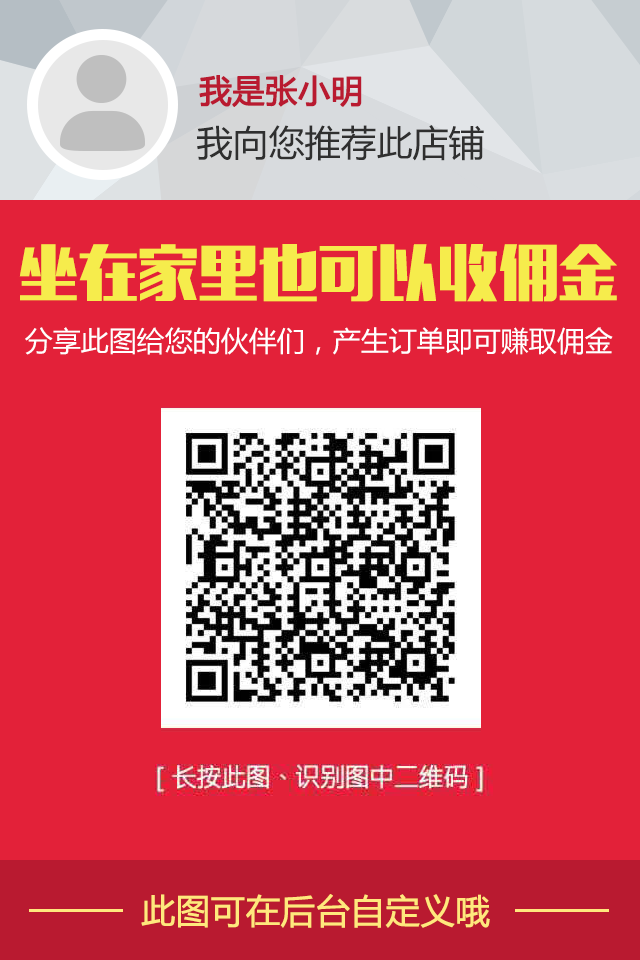 我是张小明
我向您推荐此店铺
坐在家里也可以收佣金
分享此图给您的伙伴们，产生订单即可赚取佣金
[ 长按此图、识别图中二维码 ]
此图可在后台自定义哦